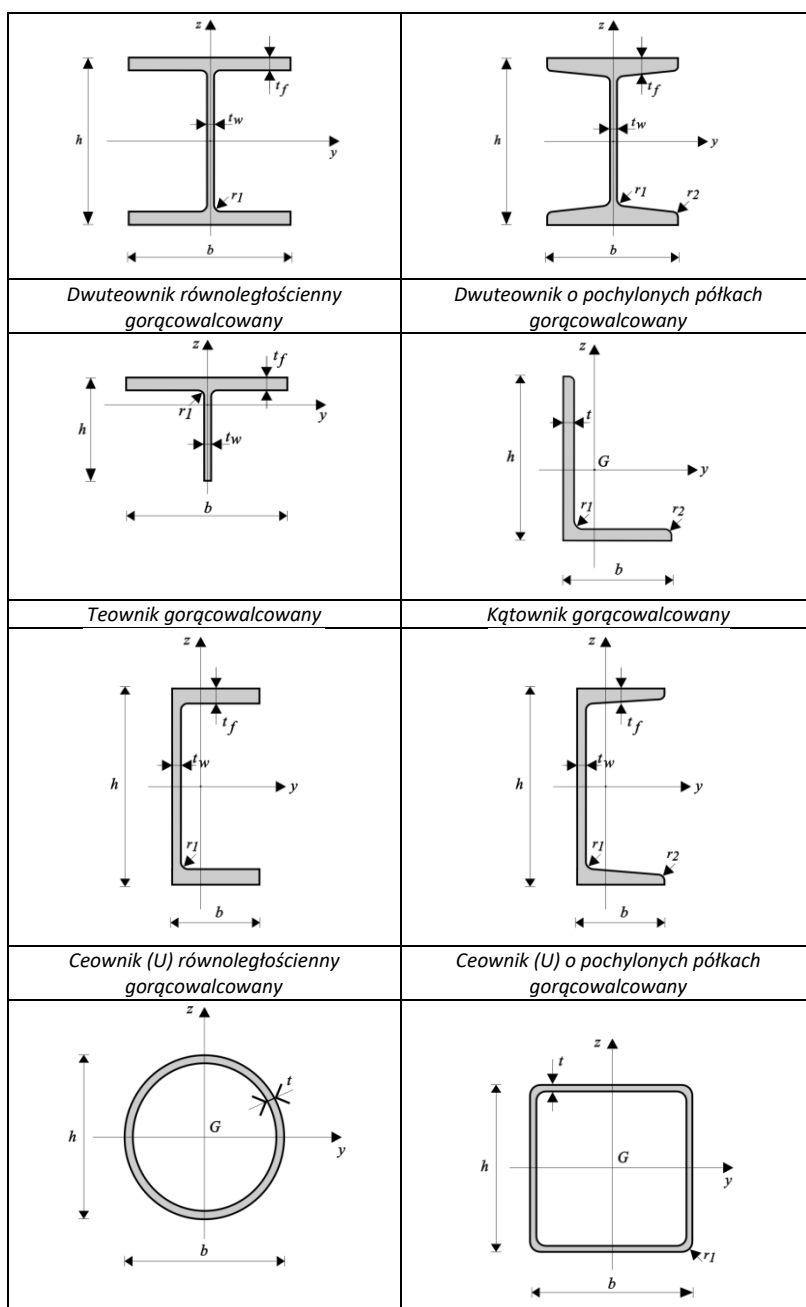 z
t_f
t_w
h
y
r1
b
z
t_f
t_w
h
y
r1
r2
b
Dwuteownik równoległościenny
gorącowalcowany
Dwuteownik o pochylonych półkach
gorącowalcowany
z
t_f
r1
y
h
t_w
b
z
t
h
G
y
r1
r2
b
Teownik gorącowalcowany
Kątownik gorącowalcowany
z
t_f
t_w
h
y
r1
b
z
t_f
t_w
h
y
r1
r2
b
Ceownik (U) równoległościenny
gorącowalcowany
Ceownik (U) o pochylonych półkach
gorącowalcowany
z
t
h
G
y
b
z
t
h
G
y
r1
b